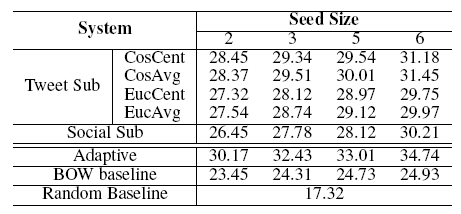 System Seed Size
2 3 5 6
Tweet Sub CosCent 28.45 29.34 29.54 31.18
CosAvg 28.37 29.51 30.01 31.45
EucCent 27.32 28.12 28.97 29.75
EucAvg 27.54 28.74 29.12 29.97
Social Sub 26.45 27.78 28.12 30.21
Adaptive 30.17 32.43 33.01 34.74
BOW baseline 23.45 24.31 24.73 24.93
Random Baseline 17.32